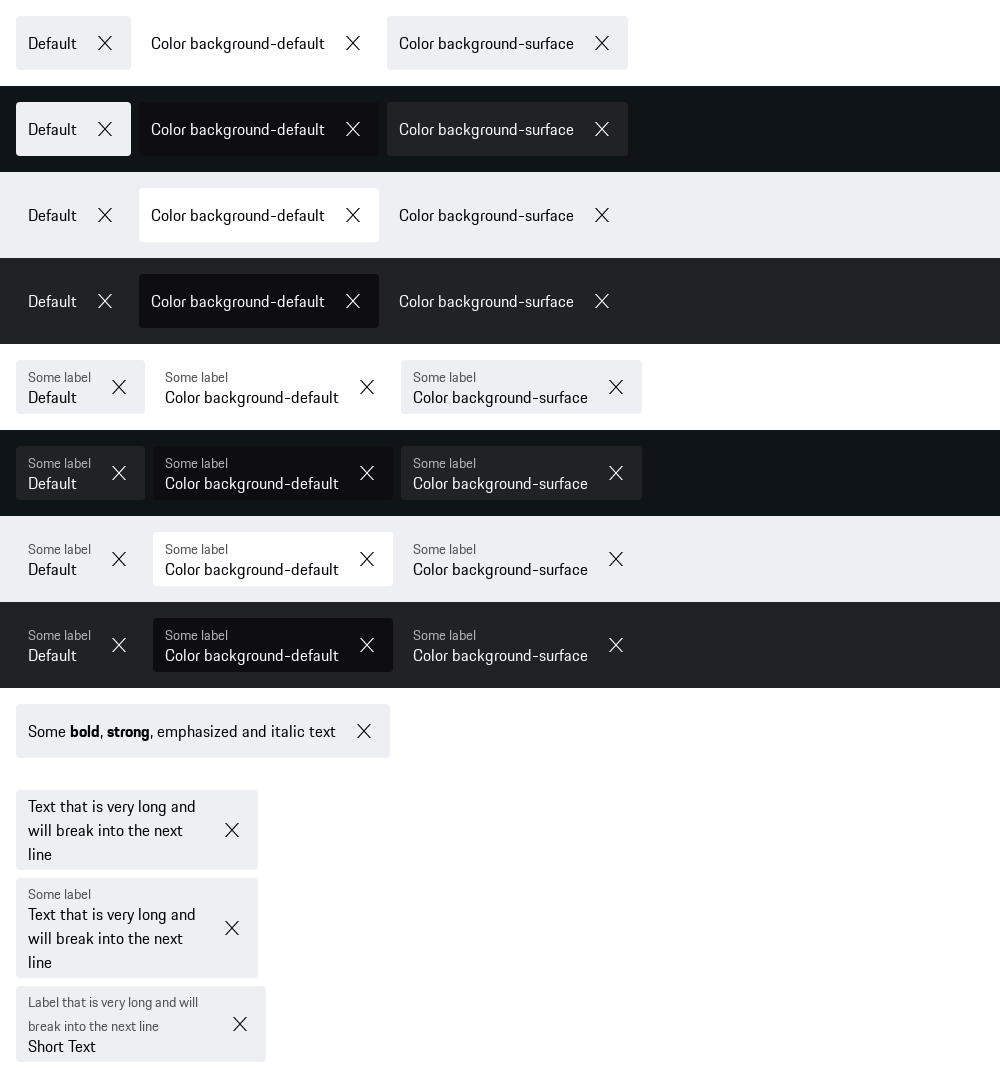 Default Color background-default Color background-surface
Default Color background-default Color background-surface
Default Color background-default Color background-surface
Default Color background-default Color background-surface
Some label Some label Some label
Default Color background-default Color background-surface
Some label Some label Some label
Default Color background-default Color background-surface
Some label Some label Some label
Default Color background-default Color background-surface
Some label Some label Some label
Default Color background-default Color background-surface
Some bold, strong, emphasized and italic text
Text that is very long and
will break into the next
line
Some label
Text that is very long and
will break into the next
line
Label that is very long and will
break into the next line
Short Text